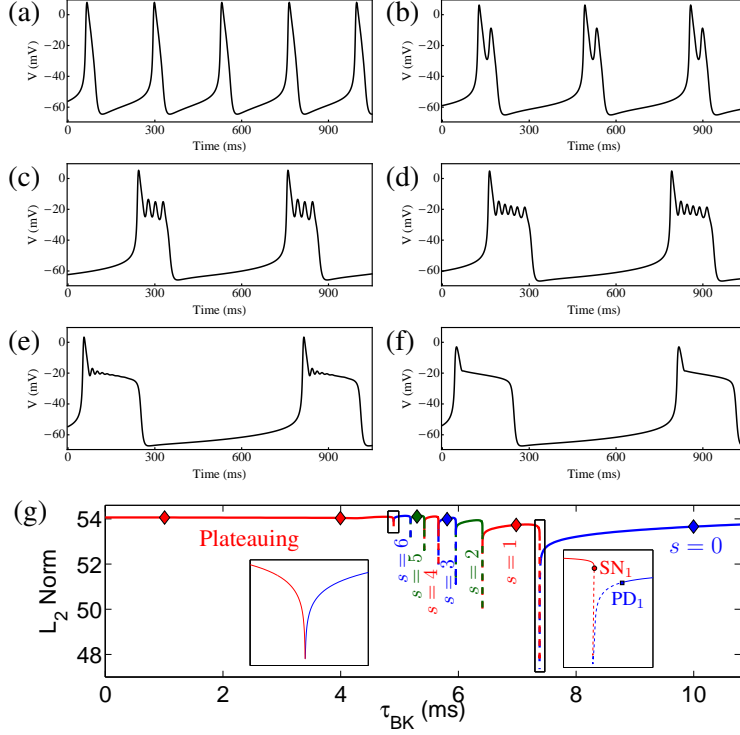 (a)
V (mV)
0
−20
−40
−60
0 300 600 900
Time (ms)
(b)
V (mV)
0
−20
−40
−60
0 300 600 900
Time (ms)
(c)
V (mV)
0
−20
−40
−60
0 300 600 900
Time (ms)
(d)
V (mV)
0
−20
−40
−60
0 300 600 900
Time (ms)
(e)
V (mV)
0
−20
−40
−60
0 300 600 900
Time (ms)
(f)
V (mV)
0
−20
−40
−60
0 300 600 900
Time (ms)
(g)
L₂ Norm
54
52
50
48
Plateauing
s = 6
s = 5
s = 4
s = 3
s = 2
s = 1
s = 0
SN₁
PD₁
0 2 4 6 8 10
τ_BK (ms)